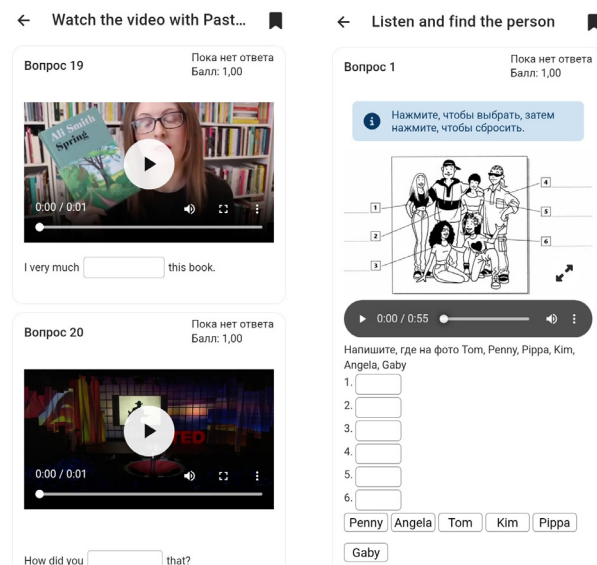 Watch the video with Past...
Вопрос 19
Пока нет ответа
Балл: 1,00
Ali Smith
Spring
0:00 / 0:01
I very much this book.
Вопрос 20
Пока нет ответа
Балл: 1,00
TED
0:00 / 0:01
How did you that?
Listen and find the person
Вопрос 1
Пока нет ответа
Балл: 1,00
Нажмите, чтобы выбрать, затем
нажмите, чтобы сбросить.
1
2
3
4
5
6
0:00 / 0:55
Напишите, где на фото Tom, Penny, Pippa, Kim,
Angela, Gaby
1.
2.
3.
4.
5.
6.
Penny Angela Tom Kim Pippa
Gaby